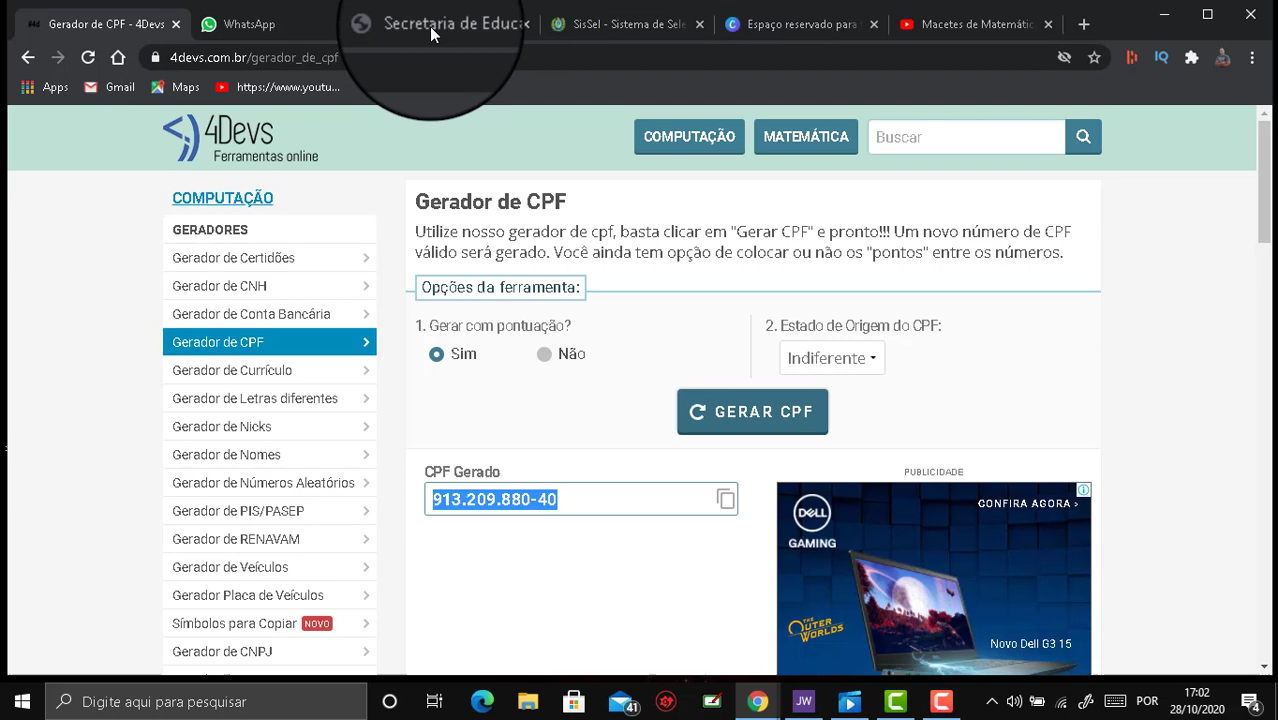 Gerador de CPF - 4Devs
WhatsApp
Secretaria de Educa
SisSel - Sistema de Sele
Espaço reservado para
Macetes de Matemátic
4devs.com.br/gerador_de_cpf
Apps
Gmail
Maps
https://www.youtu...
4Devs
Ferramentas online
COMPUTAÇÃO
MATEMÁTICA
Buscar
COMPUTAÇÃO
GERADORES
Gerador de Certidões
Gerador de CNH
Gerador de Conta Bancária
Gerador de CPF
Gerador de Currículo
Gerador de Letras diferentes
Gerador de Nicks
Gerador de Nomes
Gerador de Números Aleatórios
Gerador de PIS/PASEP
Gerador de RENAVAM
Gerador de Veículos
Gerador Placa de Veículos
Símbolos para Copiar NOVO
Gerador de CNPJ
Gerador de CPF
Utilize nosso gerador de cpf, basta clicar em "Gerar CPF" e pronto!!! Um novo número de CPF
válido será gerado. Você ainda tem opção de colocar ou não os "pontos" entre os números.
Opções da ferramenta:
1. Gerar com pontuação?
Sim
Não
2. Estado de Origem do CPF:
Indiferente
GERAR CPF
CPF Gerado
913.209.880-40
PUBLICIDADE
DELL
GAMING
CONFIRA AGORA ›
THE
OUTER
WORLDS
Novo Dell G3 15
Digite aqui para pesquisar
41
JW
POR
17:02
28/10/2020
4